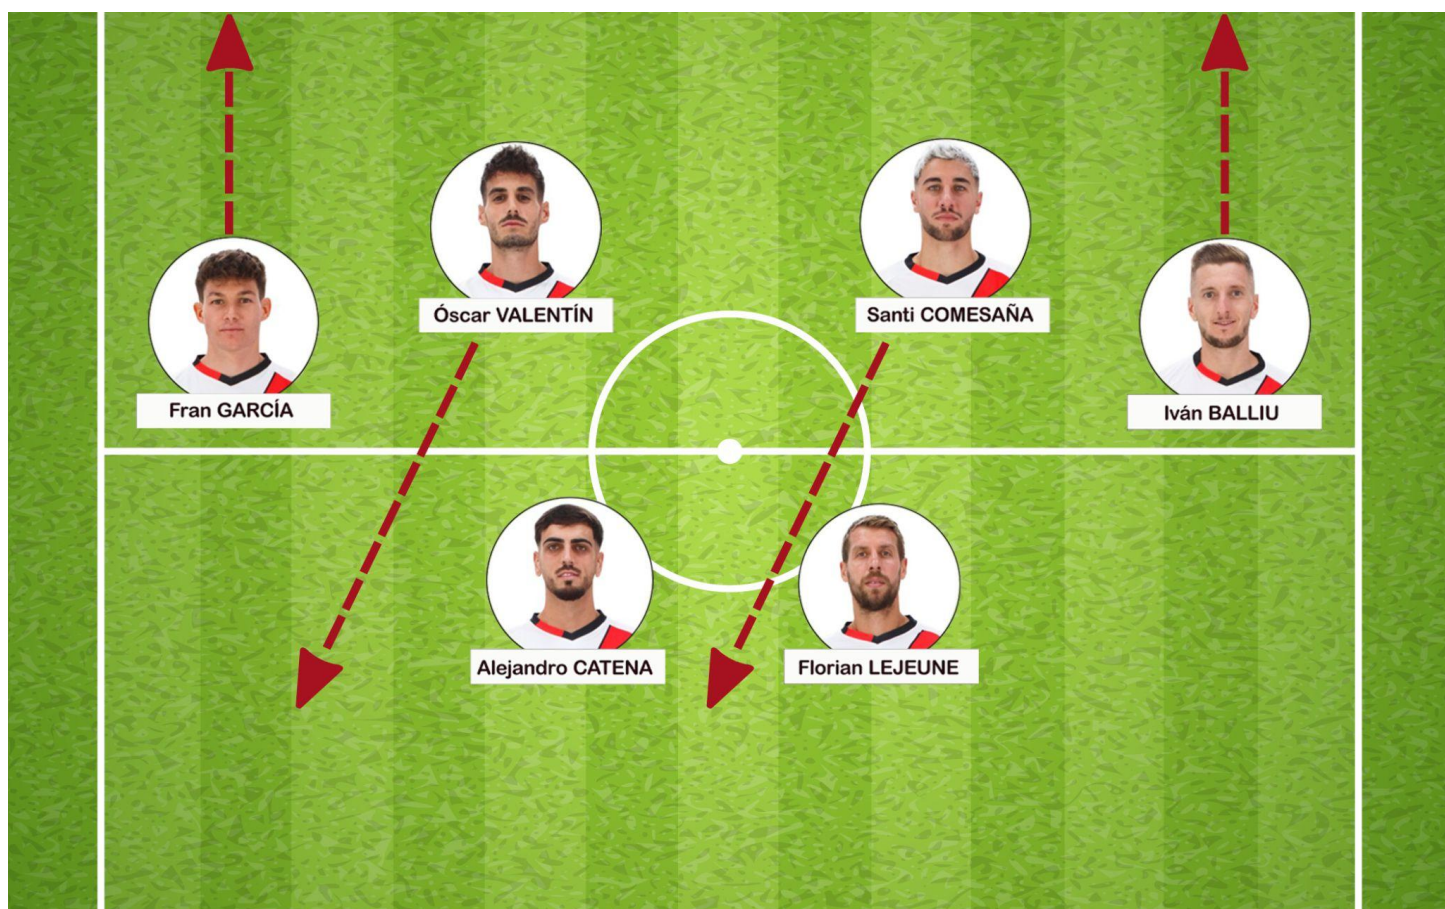 Óscar VALENTÍN
Santi COMESAÑA
Fran GARCÍA
Iván BALLIU
Alejandro CATENA
Florian LEJEUNE